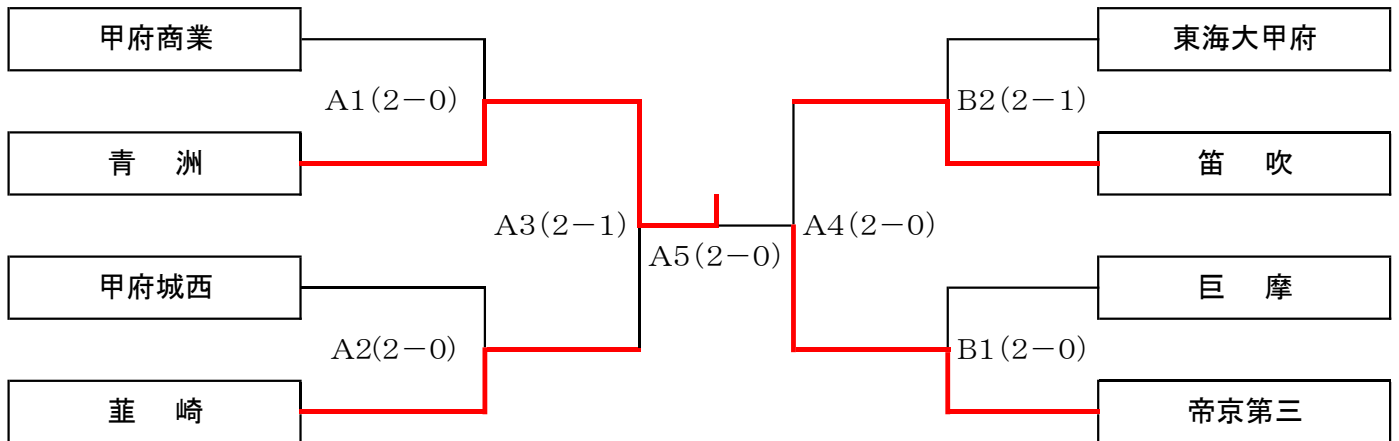 甲府商業
東海大甲府
A1(2-0)
B2(2-1)
青 洲
笛 吹
A3(2-1)
A4(2-0)
A5(2-0)
甲府城西
巨 摩
A2(2-0)
B1(2-0)
韮 崎
帝京第三